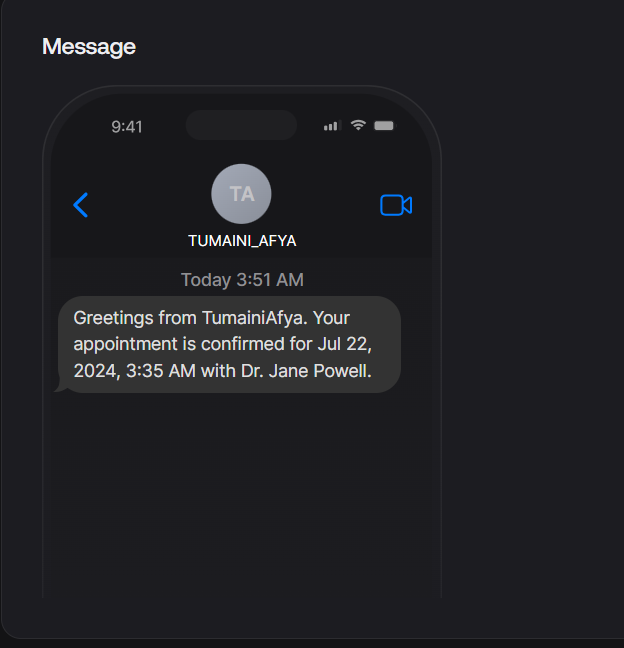 Message
9:41
TA
TUMAINI_AFYA
Today 3:51 AM
Greetings from TumainiAfya. Your
appointment is confirmed for Jul 22,
2024, 3:35 AM with Dr. Jane Powell.